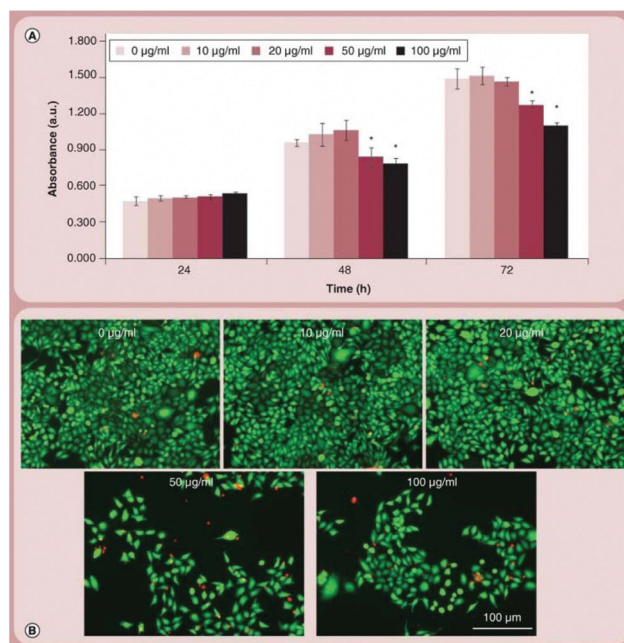 A
0 µg/ml 10 µg/ml 20 µg/ml 50 µg/ml 100 µg/ml
1.800
1.500
1.200
0.900
0.600
0.300
0.000
Absorbance (a.u.)
* *
* *
24 48 72
Time (h)
0 µg/ml 10 µg/ml 20 µg/ml
50 µg/ml 100 µg/ml
100 µm
B